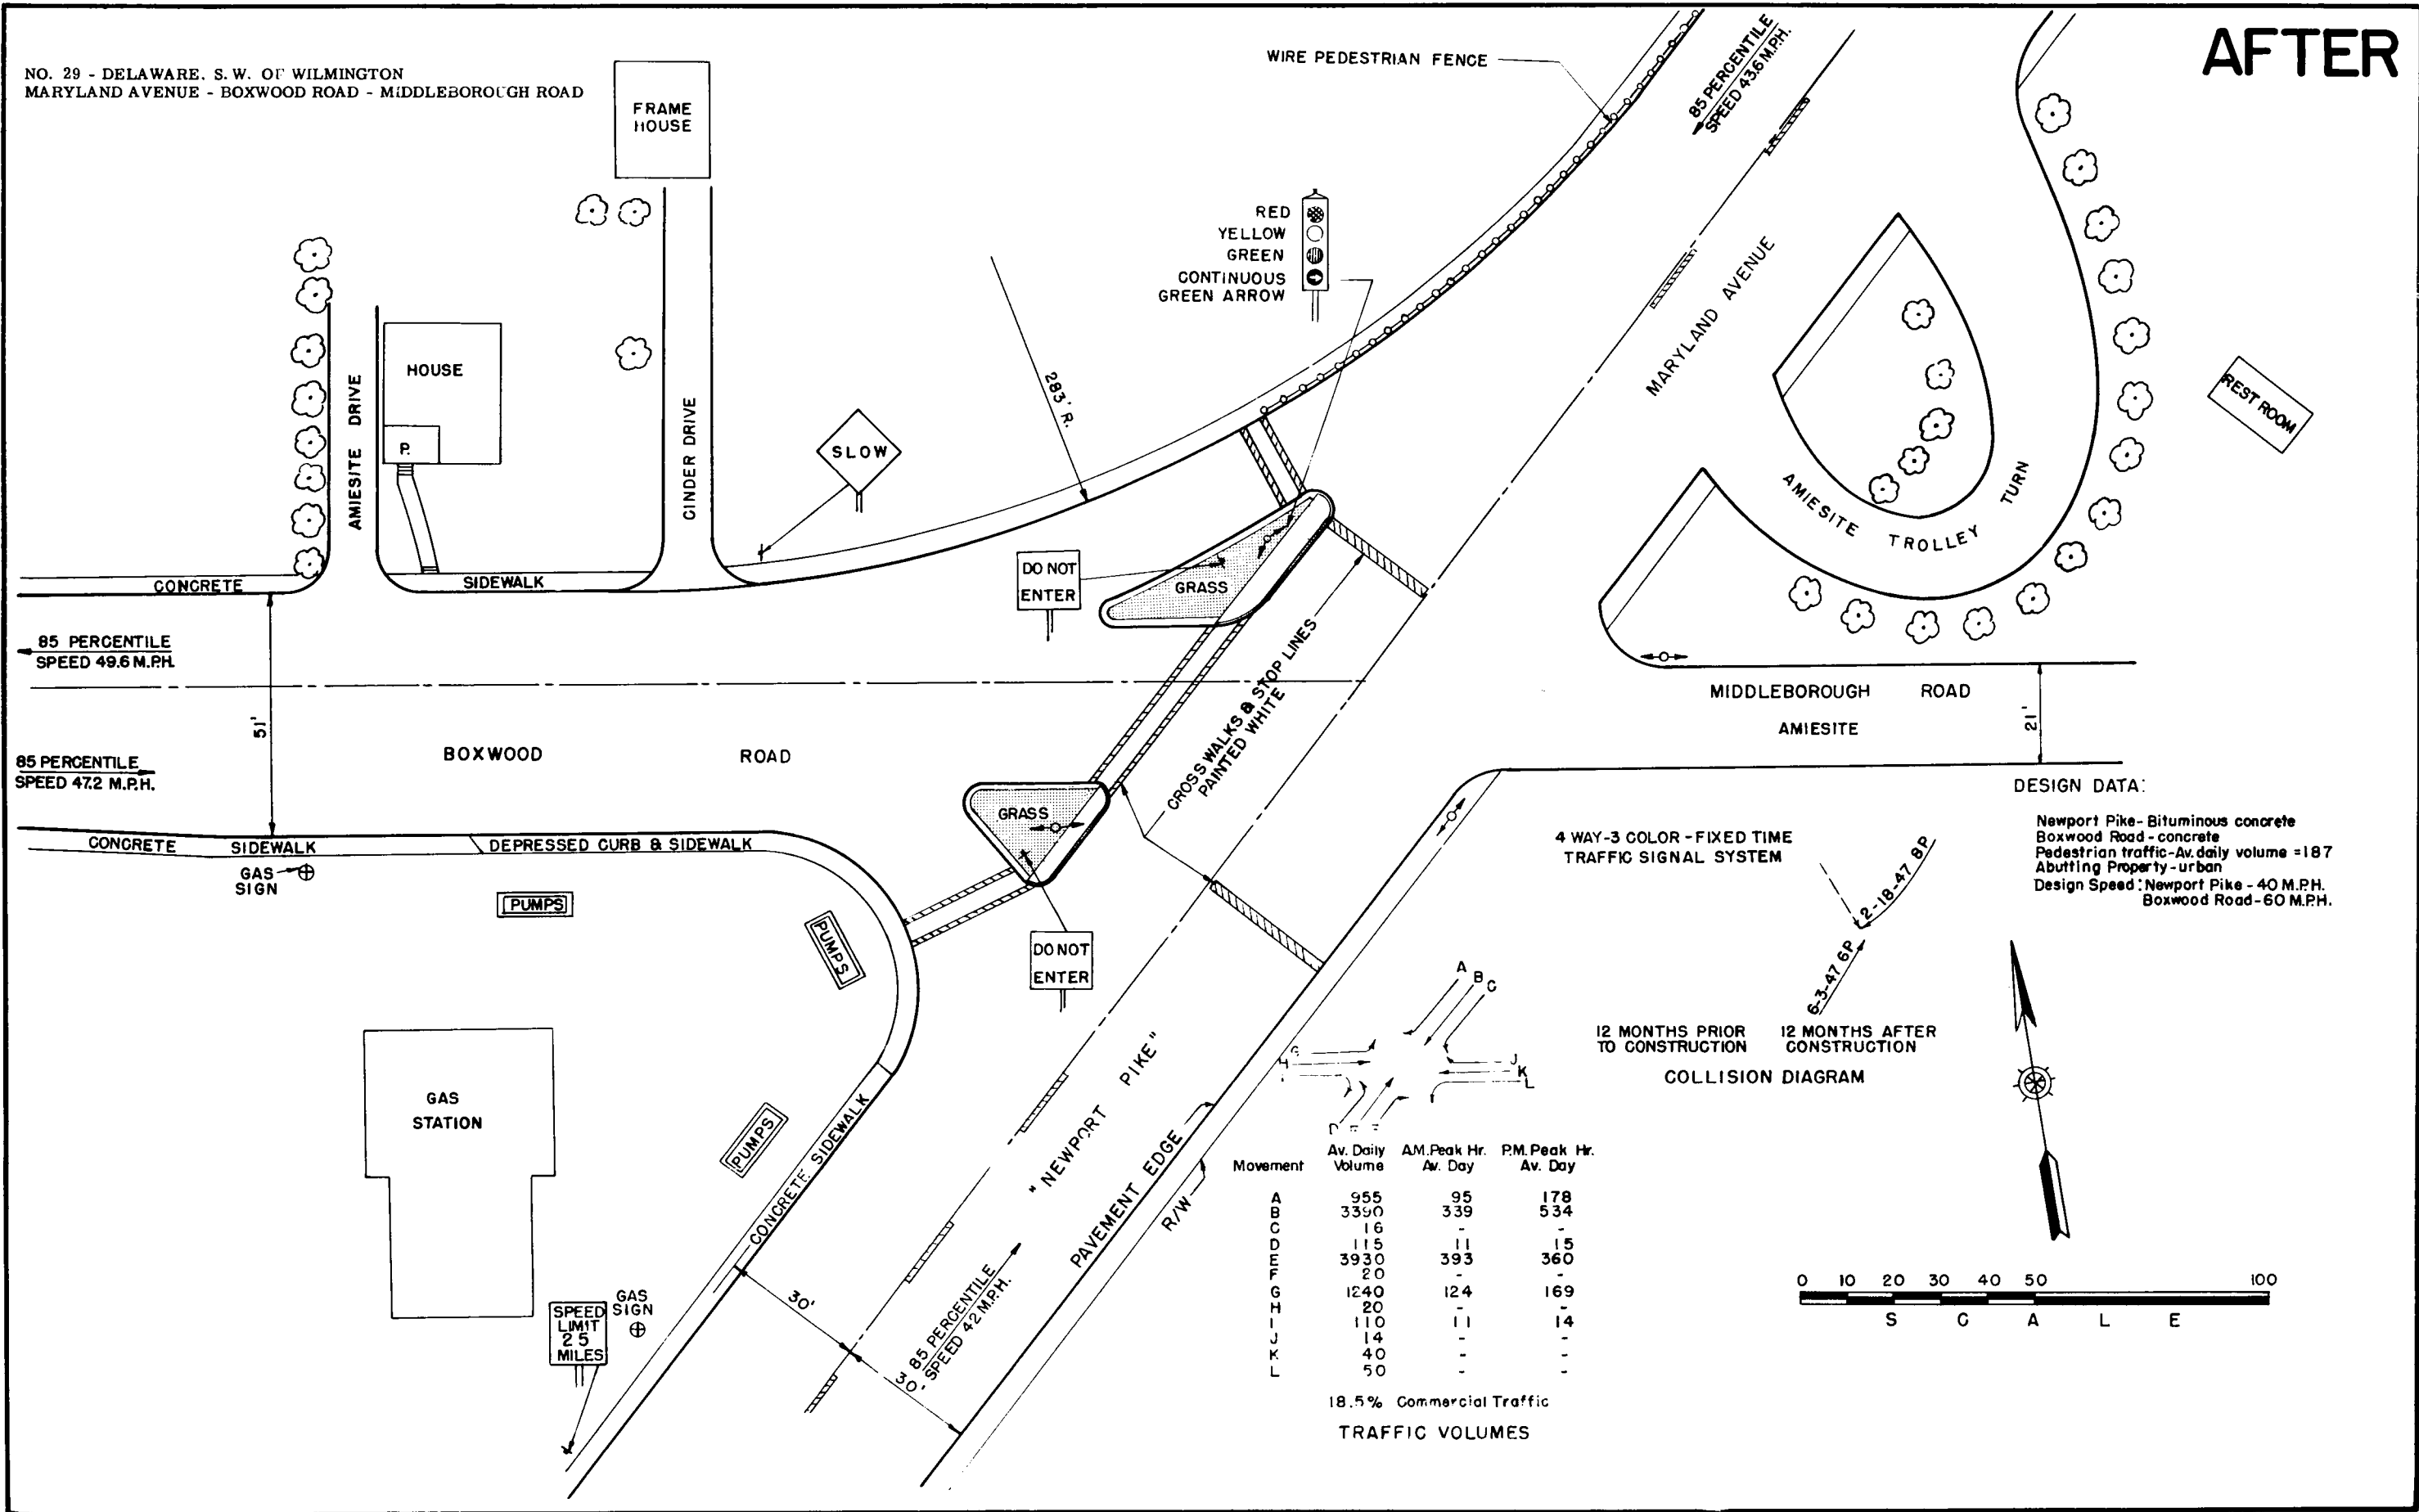 AFTER
NO. 29 - DELAWARE. S. W. OF WILMINGTON
MARYLAND AVENUE - BOXWOOD ROAD - MIDDLEBOROUGH ROAD
FRAME
HOUSE
WIRE PEDESTRIAN FENCE
85 PERCENTILE
SPEED 43.6 M.P.H.
RED
YELLOW
GREEN
CONTINUOUS
GREEN ARROW
MARYLAND AVENUE
HOUSE
P.
AMIESITE DRIVE
CINDER DRIVE
SLOW
283' R.
REST ROOM
AMIESITE TROLLEY TURN
DO NOT
ENTER
GRASS
CONCRETE SIDEWALK
85 PERCENTILE
SPEED 49.6 M.P.H.
51'
CROSS WALKS & STOP LINES
PAINTED WHITE
MIDDLEBOROUGH ROAD
AMIESITE
21'
BOXWOOD ROAD
85 PERCENTILE
SPEED 47.2 M.P.H.
GRASS
CONCRETE SIDEWALK
DEPRESSED CURB & SIDEWALK
GAS
SIGN
PUMPS
PUMPS
DO NOT
ENTER
4 WAY-3 COLOR-FIXED TIME
TRAFFIC SIGNAL SYSTEM
DESIGN DATA:
Newport Pike-Bituminous concrete
Boxwood Road-concrete
Pedestrian traffic-Av. daily volume =187
Abutting Property-urban
Design Speed: Newport Pike - 40 M.P.H.
Boxwood Road-60 M.P.H.
2-18-47 8P
6-3-47 6P
12 MONTHS PRIOR
TO CONSTRUCTION
12 MONTHS AFTER
CONSTRUCTION
COLLISION DIAGRAM
GAS
STATION
PUMPS
CONCRETE SIDEWALK
"NEWPORT PIKE"
PAVEMENT EDGE
R/W
30'
30'
85 PERCENTILE
SPEED 42 M.P.H.
GAS
SIGN
SPEED
LIMIT
25
MILES
A
B
C
G
H
J
K
L
D
Movement Av. Daily Volume A.M. Peak Hr. Av. Day P.M. Peak Hr. Av. Day
A 955 95 178
B 3390 339 534
C 16 - -
D 115 11 15
E 3930 393 360
F 20 - -
G 1240 124 169
H 20 - -
I 110 11 14
J 14 - -
K 40 - -
L 50 - -
18.5% Commercial Traffic
TRAFFIC VOLUMES
0 10 20 30 40 50 100
SCALE